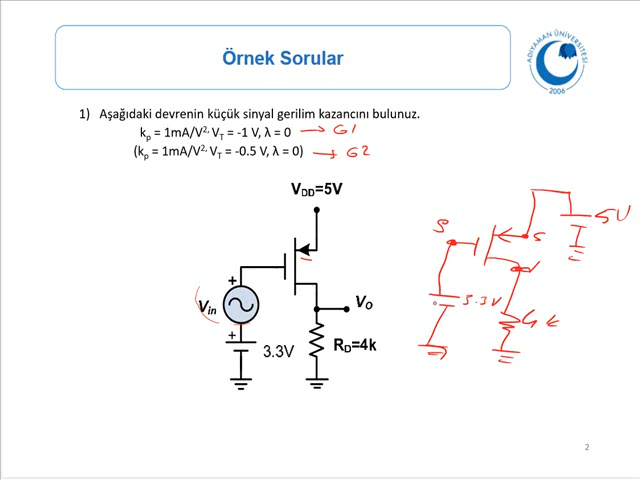 Örnek Sorular
ADIYAMAN ÜNİVERSİTESİ
2006
1) Aşağıdaki devrenin küçük sinyal gerilim kazancını bulunuz.
kp = 1mA/V2, VT = -1 V, λ = 0 → G1
(kp = 1mA/V2, VT = -0.5 V, λ = 0) → G2
VDD=5V
5V
S
Vin
VO
d
3.3V
3.3V
RD=4k
4k
2